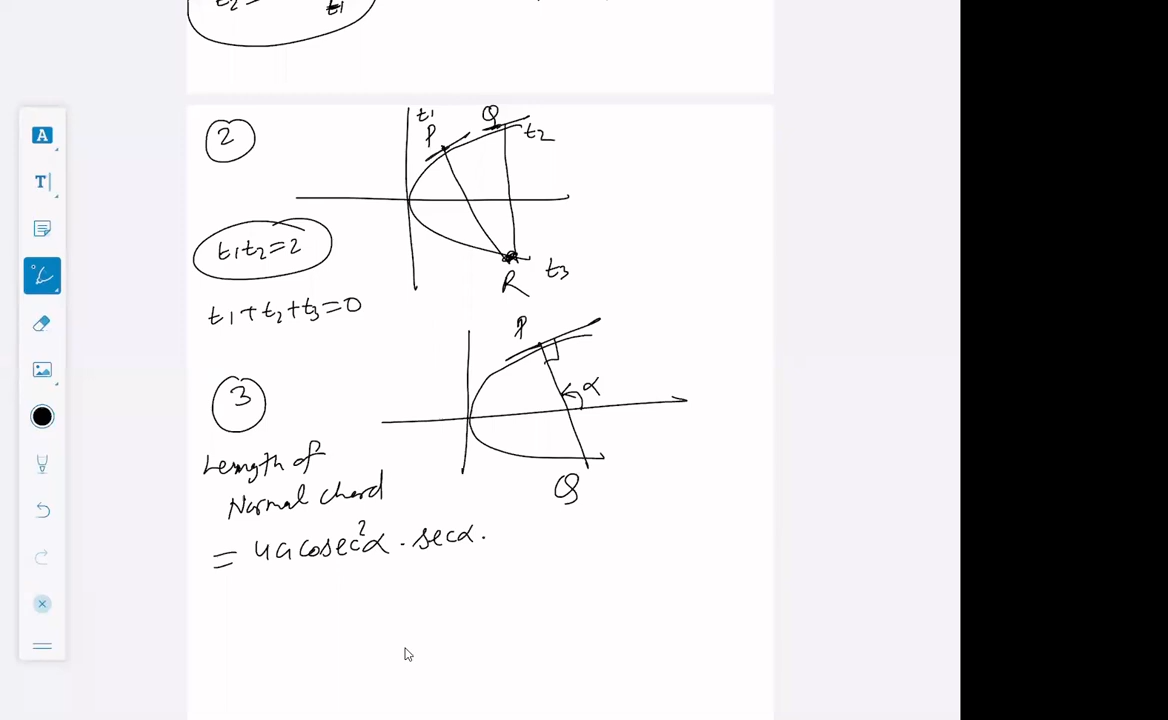 t2 =
t1
2
t1
P
Q
t2
t1t2=2
t3
R
t1+t2+t3=0
P
3
α
Length of
Normal chord
Q
= 4a cosec²α . secα.
A
T